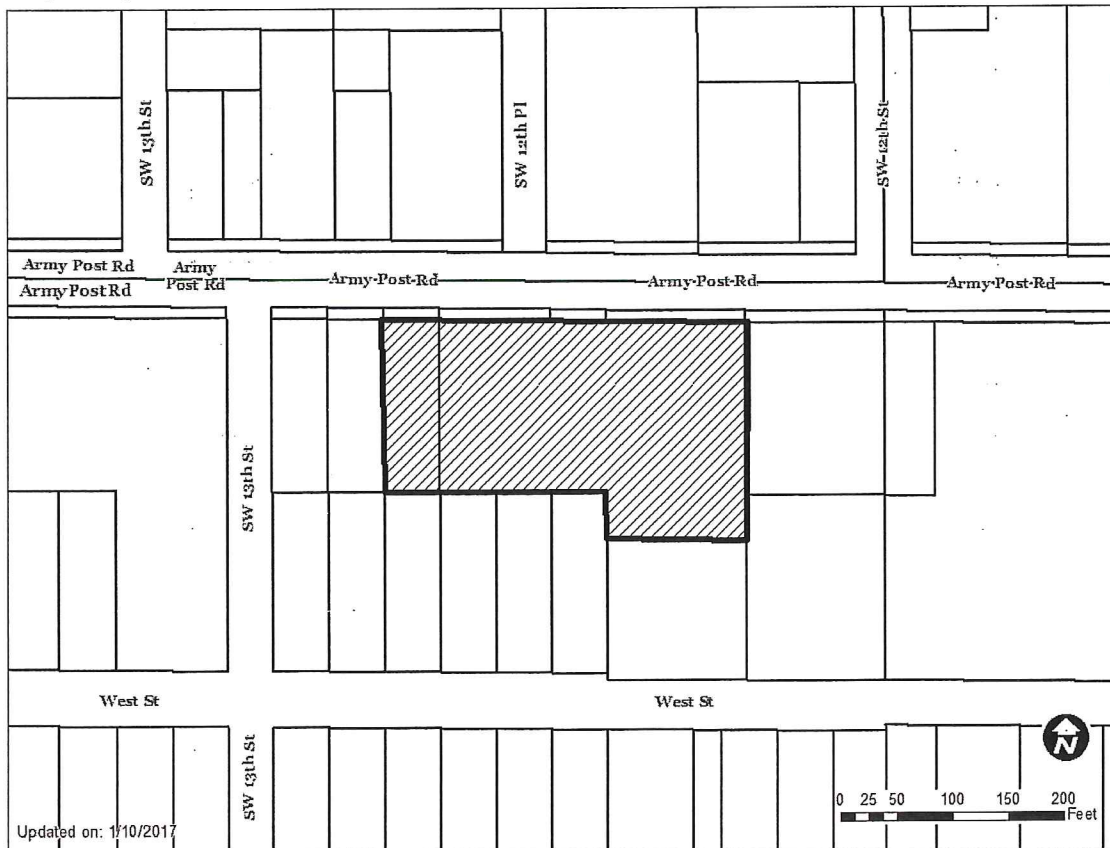 SW 13th St
SW 12th Pl
SW 12th St
Army Post Rd
Army
Post Rd
Army Post Rd
Army Post Rd
Army Post Rd
Army Post Rd
SW 13th St
West St
West St
SW 13th St
N
0 25 50 100 150 200
Feet
Updated on: 1/10/2017